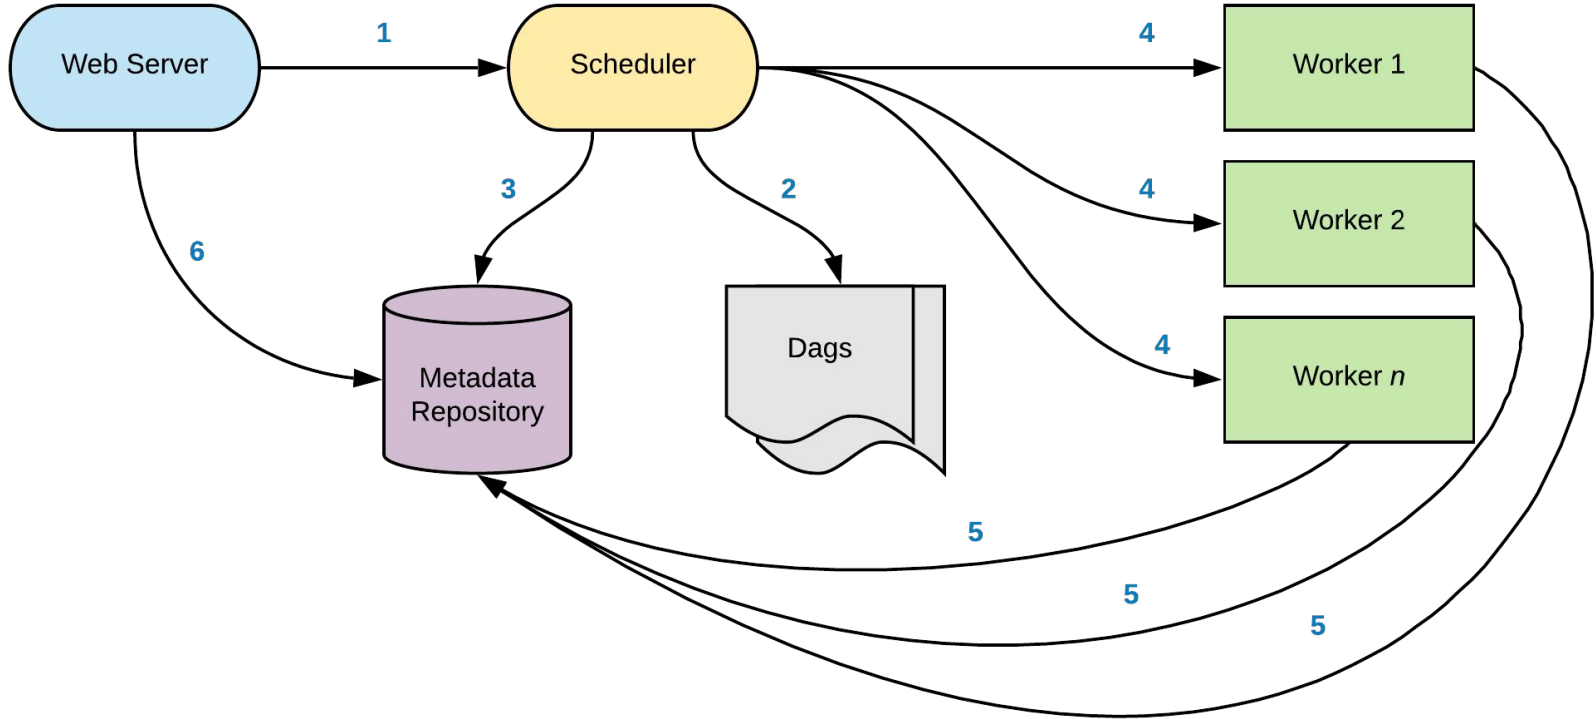 Web Server
1
Scheduler
4
Worker 1
3
2
4
Worker 2
6
Metadata
Repository
Dags
4
Worker n
5
5
5